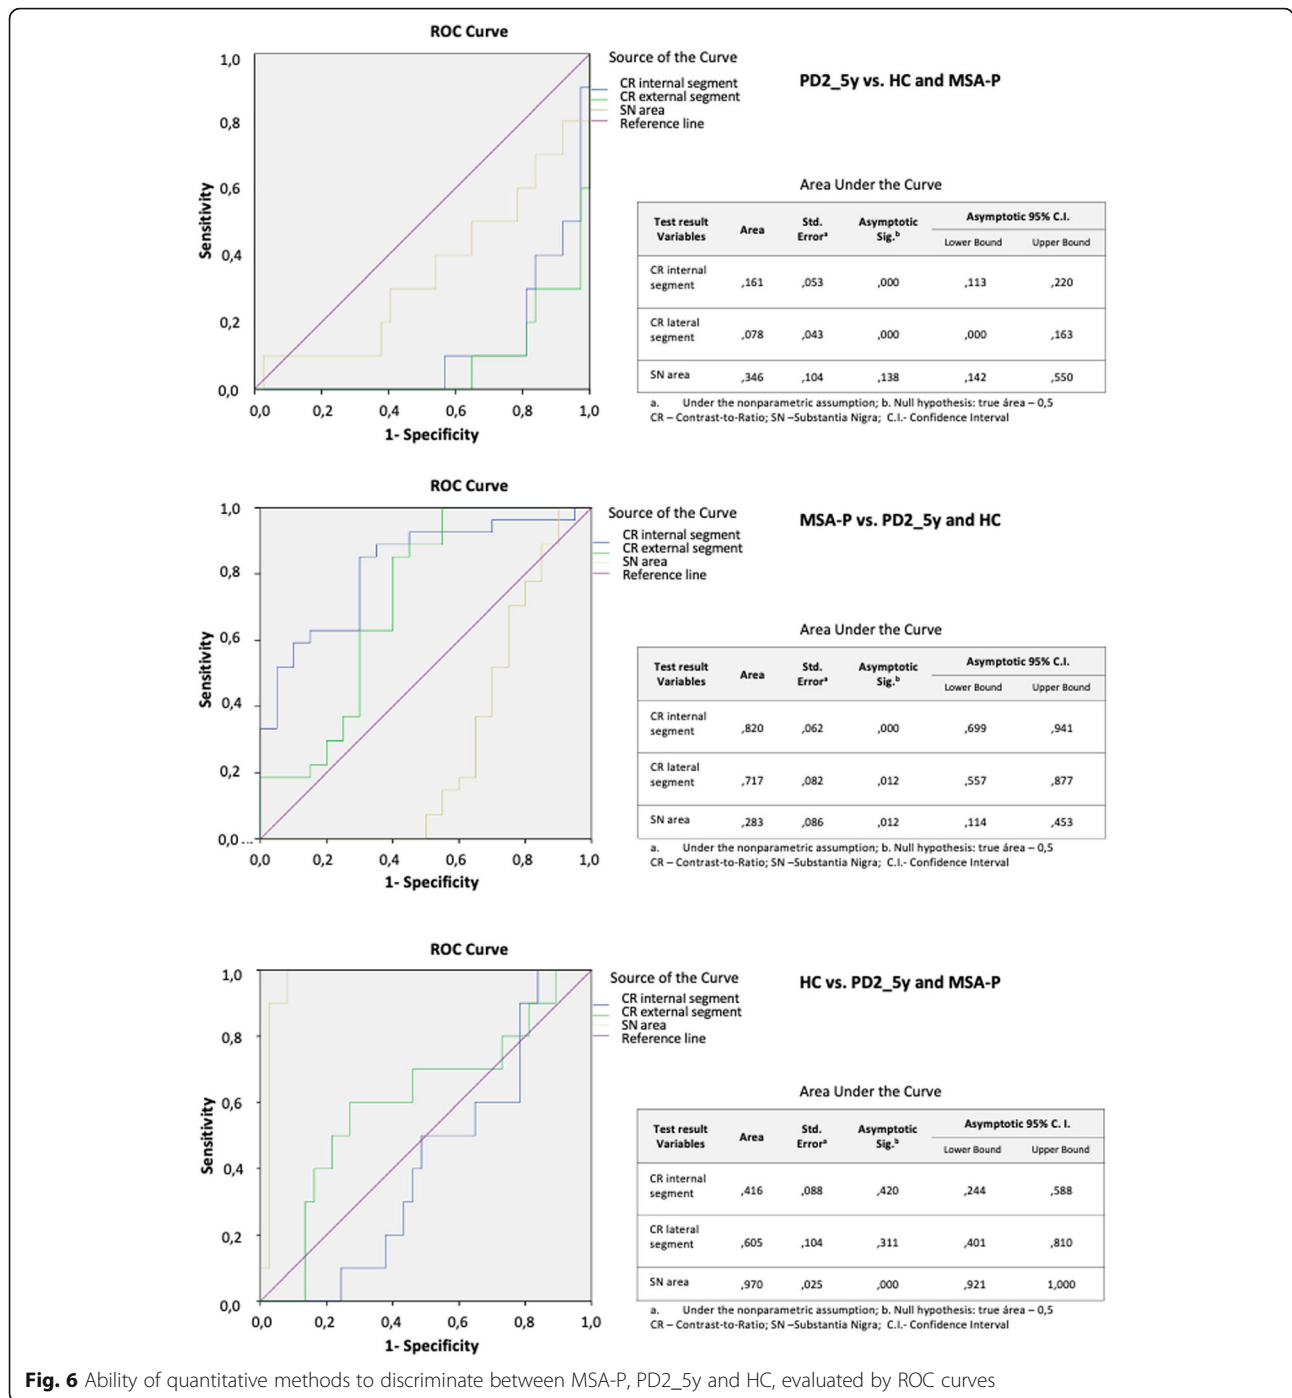 ROC Curve
1,0
0,8
0,6
0,4
0,2
0,0
0,0 0,2 0,4 0,6 0,8 1,0
Sensitivity
1- Specificity
Source of the Curve
CR internal segment
CR external segment
SN area
Reference line
PD2_5y vs. HC and MSA-P
Area Under the Curve
Test result Variables Area Std. Errorᵃ Asymptotic Sig.ᵇ Asymptotic 95% C.I.
Lower Bound Upper Bound
CR internal segment ,161 ,053 ,000 ,113 ,220
CR lateral segment ,078 ,043 ,000 ,000 ,163
SN area ,346 ,104 ,138 ,142 ,550
a. Under the nonparametric assumption; b. Null hypothesis: true área – 0,5
CR – Contrast-to-Ratio; SN –Substantia Nigra; C.I.- Confidence Interval
ROC Curve
1,0
0,8
0,6
0,4
0,2
0,0...
0,0 0,2 0,4 0,6 0,8 1,0
Sensitivity
1- Specificity
Source of the Curve
CR internal segment
CR external segment
SN area
Reference line
MSA-P vs. PD2_5y and HC
Area Under the Curve
Test result Variables Area Std. Errorᵃ Asymptotic Sig.ᵇ Asymptotic 95% C.I.
Lower Bound Upper Bound
CR internal segment ,820 ,062 ,000 ,699 ,941
CR lateral segment ,717 ,082 ,012 ,557 ,877
SN area ,283 ,086 ,012 ,114 ,453
a. Under the nonparametric assumption; b. Null hypothesis: true área – 0,5
CR – Contrast-to-Ratio; SN –Substantia Nigra; C.I.- Confidence Interval
ROC Curve
1,0
0,8
0,6
0,4
0,2
0,0
0,0 0,2 0,4 0,6 0,8 1,0
Sensitivity
1- Specificity
Source of the Curve
CR internal segment
CR external segment
SN area
Reference line
HC vs. PD2_5y and MSA-P
Area Under the Curve
Test result Variables Area Std. Errorᵃ Asymptotic Sig.ᵇ Asymptotic 95% C. I.
Lower Bound Upper Bound
CR internal segment ,416 ,088 ,420 ,244 ,588
CR lateral segment ,605 ,104 ,311 ,401 ,810
SN area ,970 ,025 ,000 ,921 1,000
a. Under the nonparametric assumption; b. Null hypothesis: true área – 0,5
CR – Contrast-to-Ratio; SN –Substantia Nigra; C.I.- Confidence Interval
Fig. 6 Ability of quantitative methods to discriminate between MSA-P, PD2_5y and HC, evaluated by ROC curves